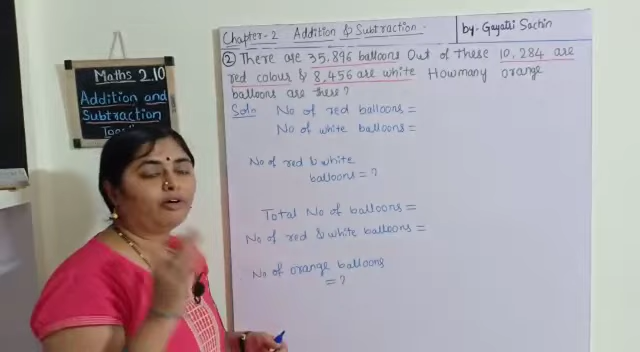 Chapter-2 Addition & Subtraction.
by- Gayatri Sachin
② There are 35,896 balloons Out of these 10,284 are
red colour & 8,456 are white Howmany orange
balloons are there?
Soln No of red balloons =
No of white balloons =
No of red & white
balloons = ?
Total No of balloons =
No of red & white balloons =
No of orange balloons
= ?
Maths 2.10
Addition and
Subtraction